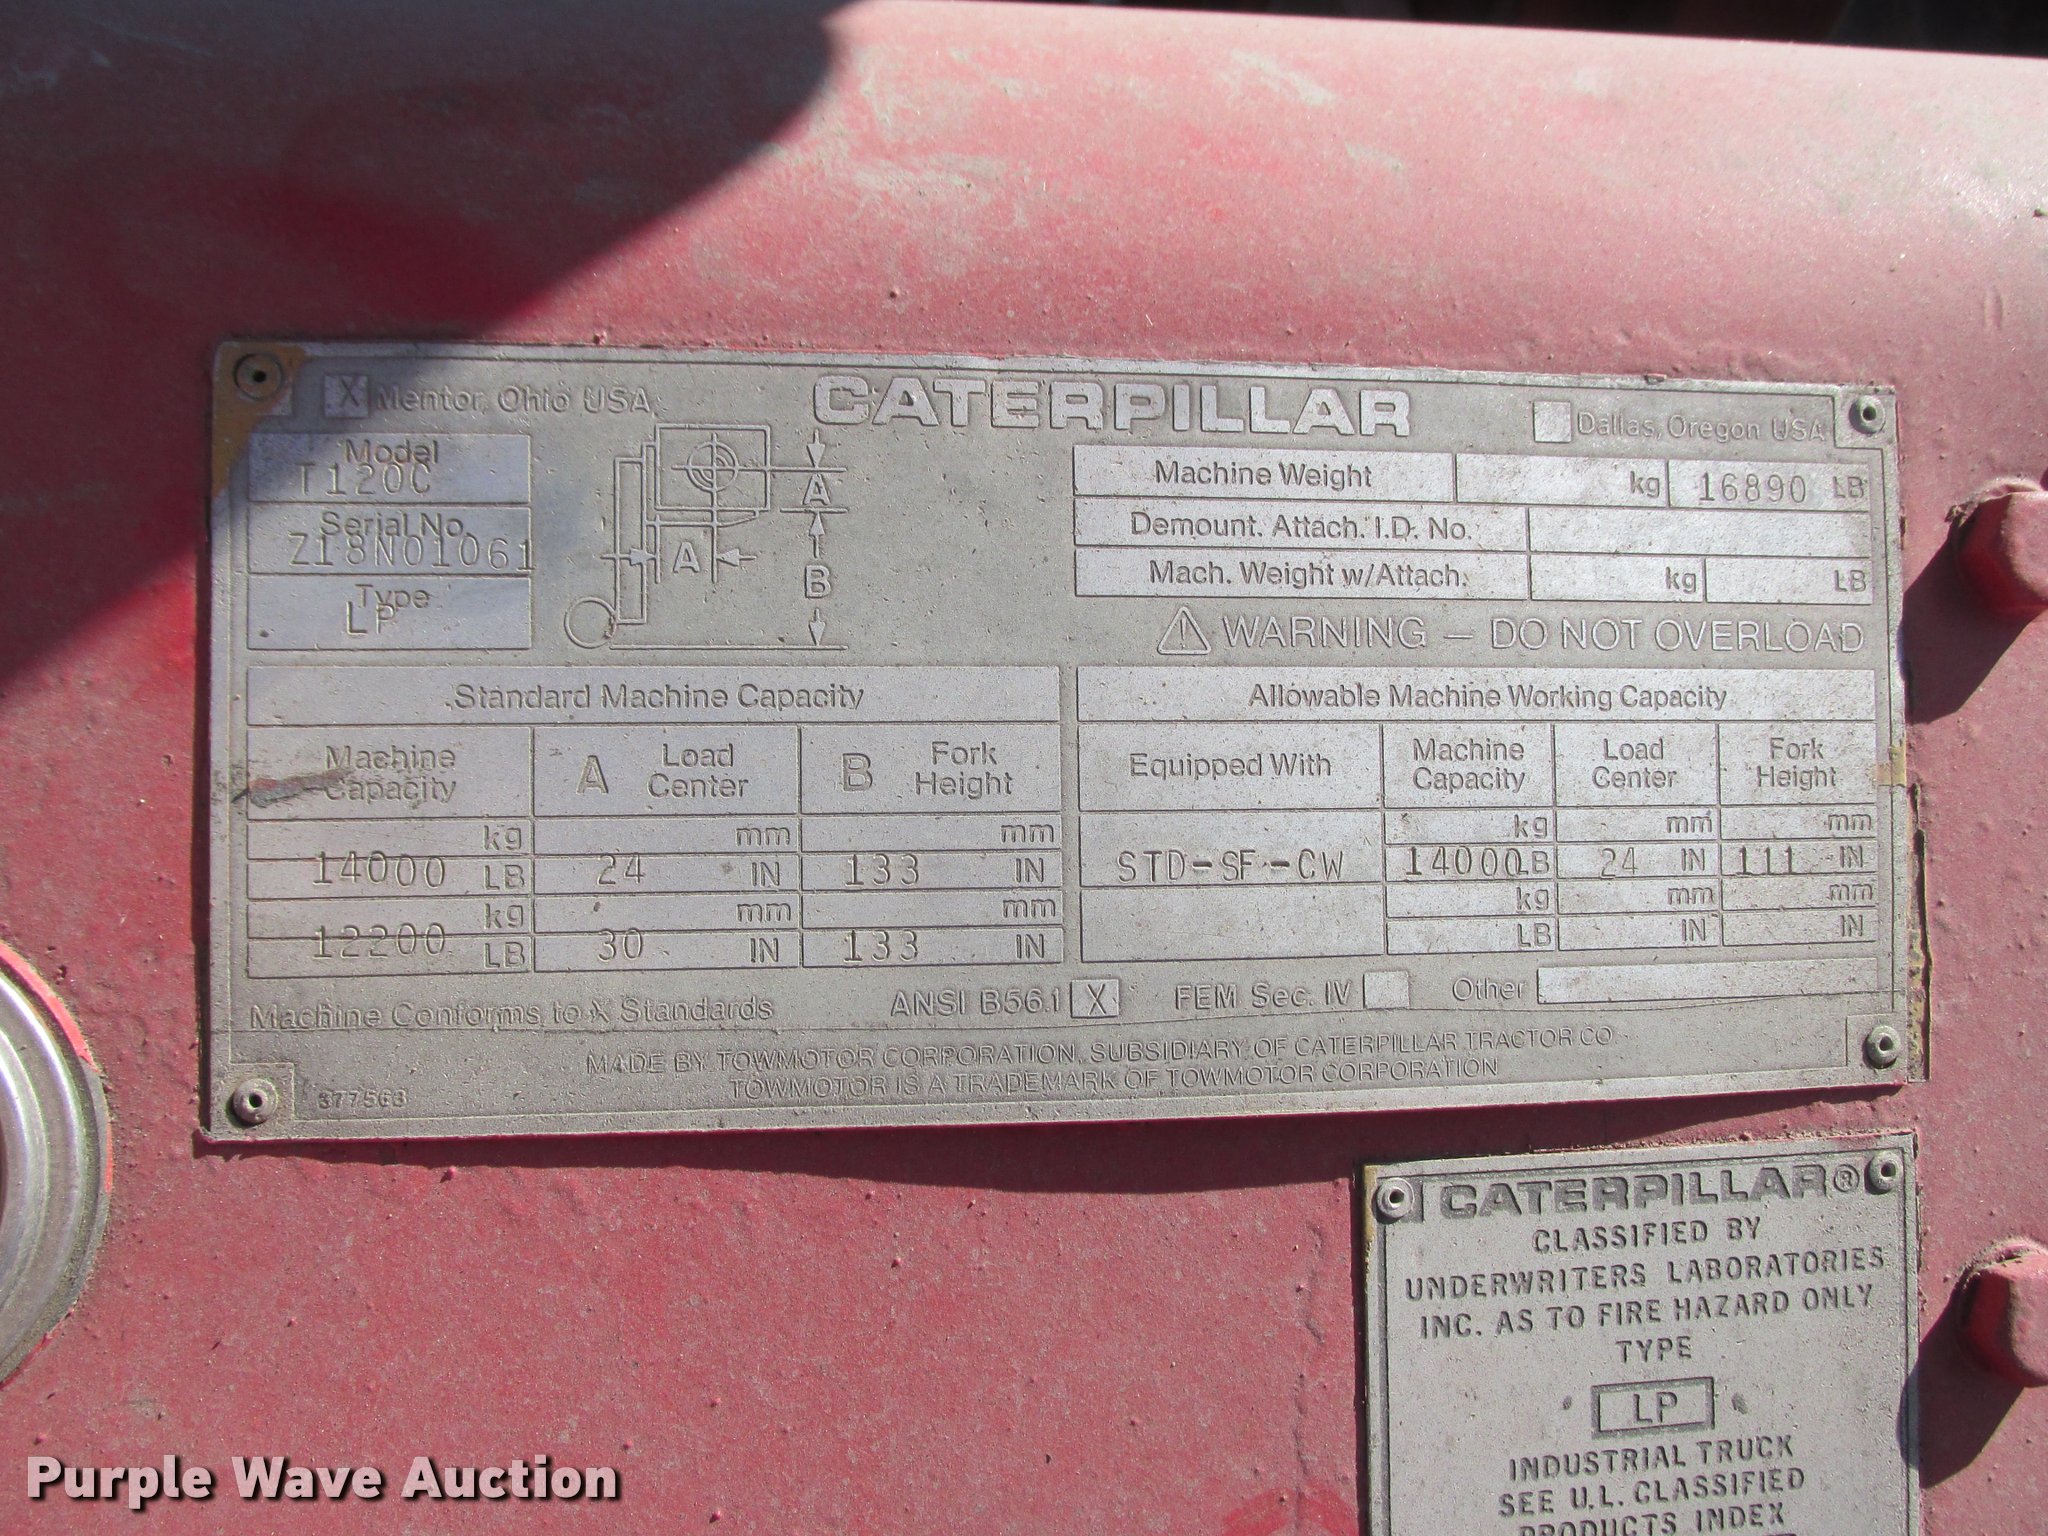 X Mentor, Ohio USA
CATERPILLAR
Dallas, Oregon USA
Model
T120C
Serial No.
Z18N01061
Type
LP
A
A
B
Machine Weight kg 16890 LB
Demount. Attach. I.D. No.
Mach. Weight w/Attach. kg LB
⚠ WARNING – DO NOT OVERLOAD
Standard Machine Capacity
Machine Capacity A Load Center B Fork Height
kg mm mm
14000 LB 24 IN 133 IN
kg mm mm
12200 LB 30 IN 133 IN
Allowable Machine Working Capacity
Equipped With Machine Capacity Load Center Fork Height
kg mm mm
STD-SF-CW 14000 LB 24 IN 111 IN
kg mm mm
LB IN IN
Machine Conforms to X Standards ANSI B56.1 X FEM Sec. IV Other
MADE BY TOWMOTOR CORPORATION, SUBSIDIARY OF CATERPILLAR TRACTOR CO
TOWMOTOR IS A TRADEMARK OF TOWMOTOR CORPORATION
377563
CATERPILLAR®
CLASSIFIED BY
UNDERWRITERS LABORATORIES
INC. AS TO FIRE HAZARD ONLY
TYPE
LP
INDUSTRIAL TRUCK
SEE U.L. CLASSIFIED
PRODUCTS INDEX
Purple Wave Auction